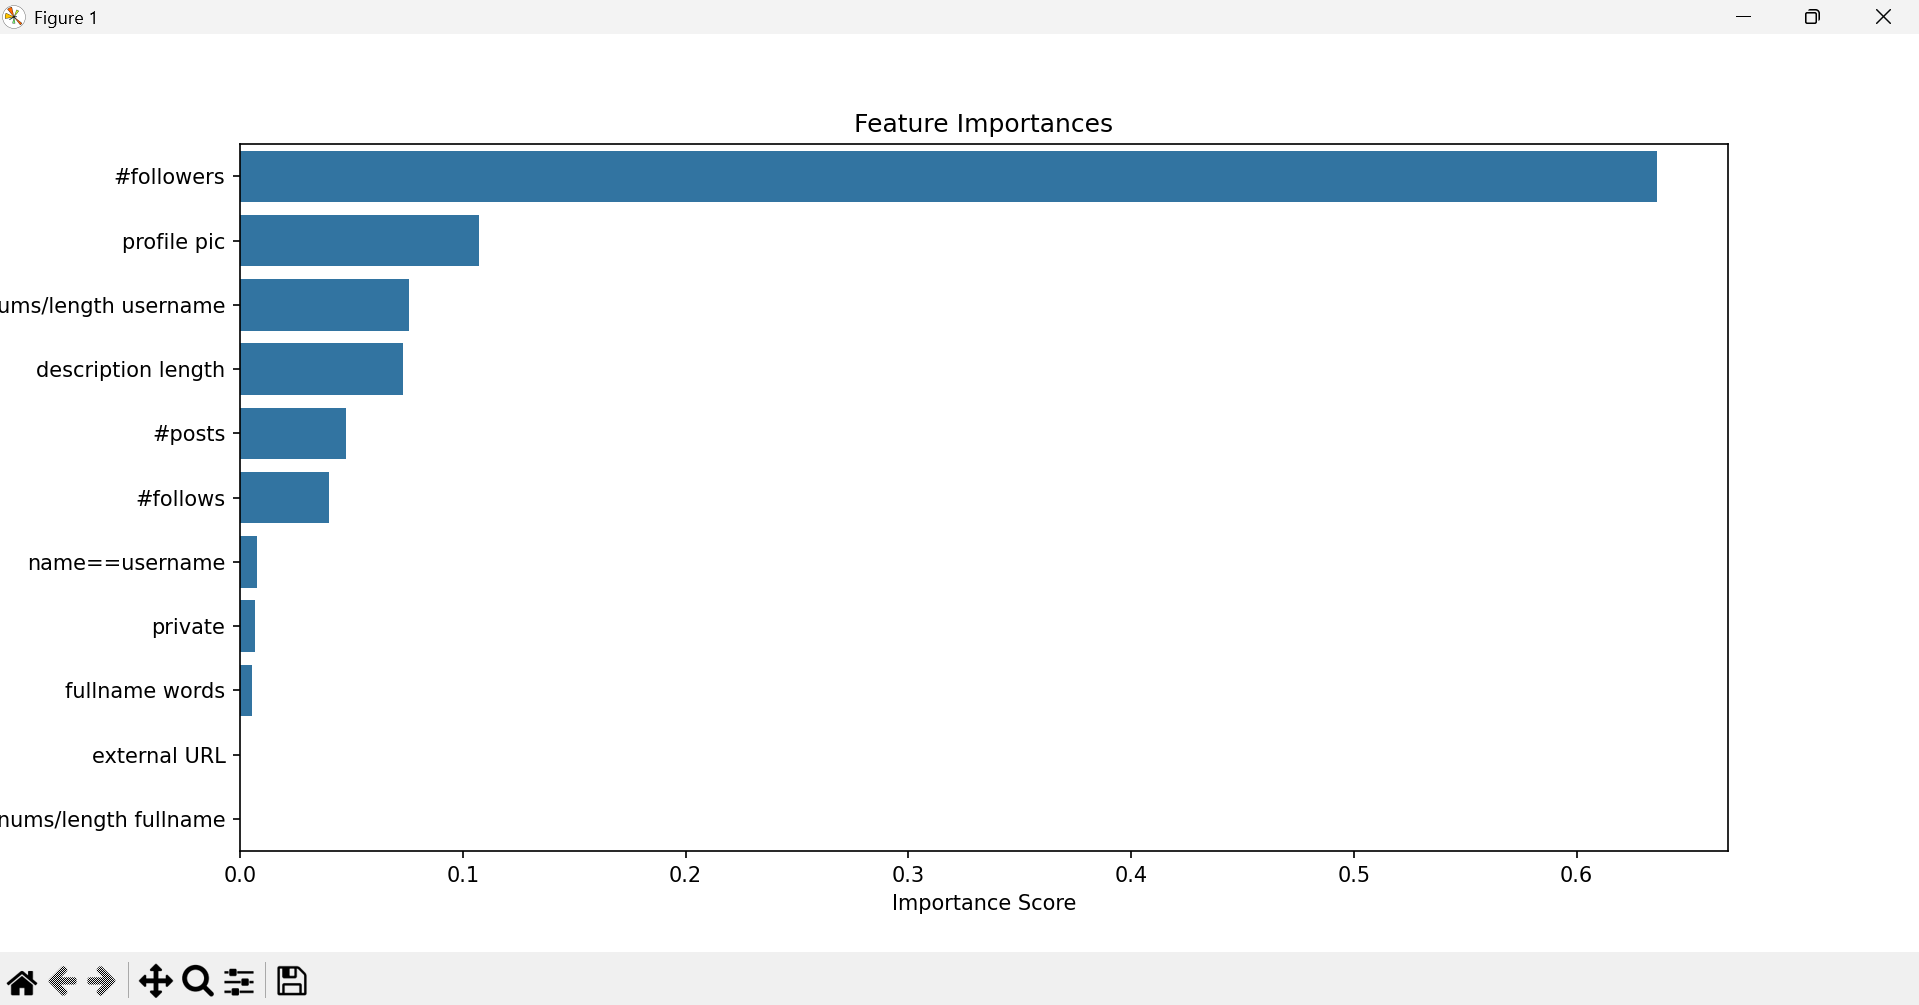 Figure 1
Feature Importances
#followers
profile pic
ums/length username
description length
#posts
#follows
name==username
private
fullname words
external URL
nums/length fullname
0.0 0.1 0.2 0.3 0.4 0.5 0.6
Importance Score